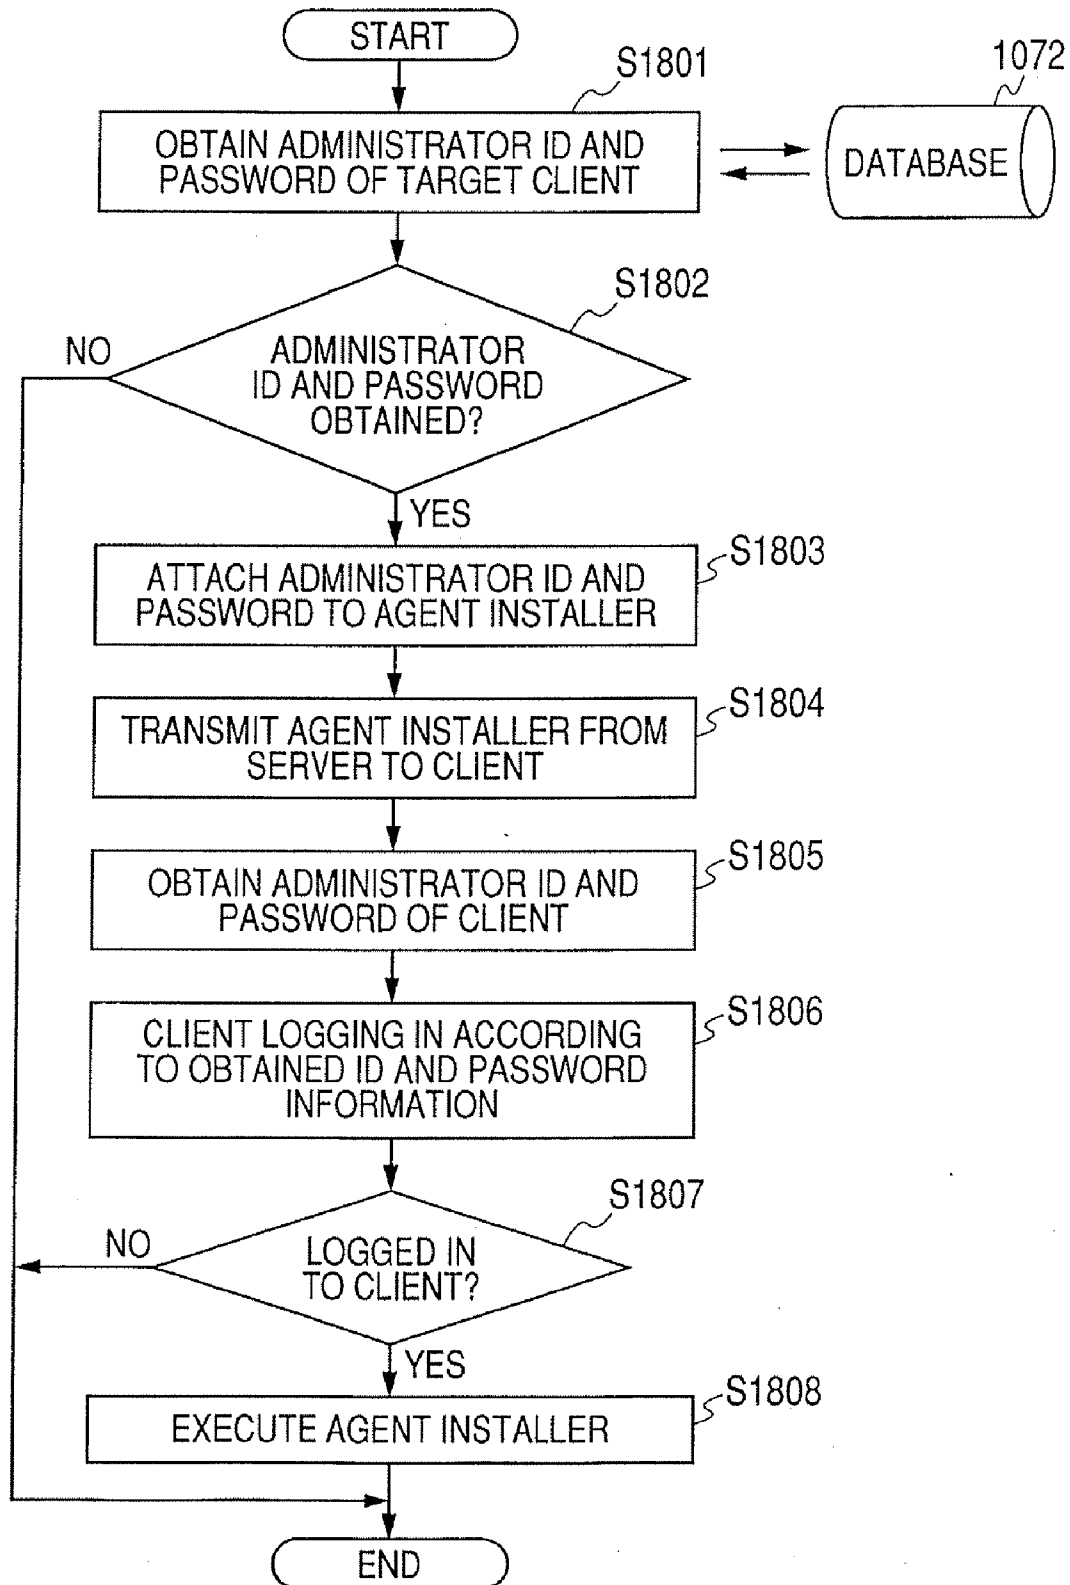 START
S1801
1072
OBTAIN ADMINISTRATOR ID AND
PASSWORD OF TARGET CLIENT
DATABASE
S1802
NO
ADMINISTRATOR
ID AND PASSWORD
OBTAINED?
YES
S1803
ATTACH ADMINISTRATOR ID AND
PASSWORD TO AGENT INSTALLER
S1804
TRANSMIT AGENT INSTALLER FROM
SERVER TO CLIENT
S1805
OBTAIN ADMINISTRATOR ID AND
PASSWORD OF CLIENT
S1806
CLIENT LOGGING IN ACCORDING
TO OBTAINED ID AND PASSWORD
INFORMATION
S1807
NO
LOGGED IN
TO CLIENT?
YES
S1808
EXECUTE AGENT INSTALLER
END